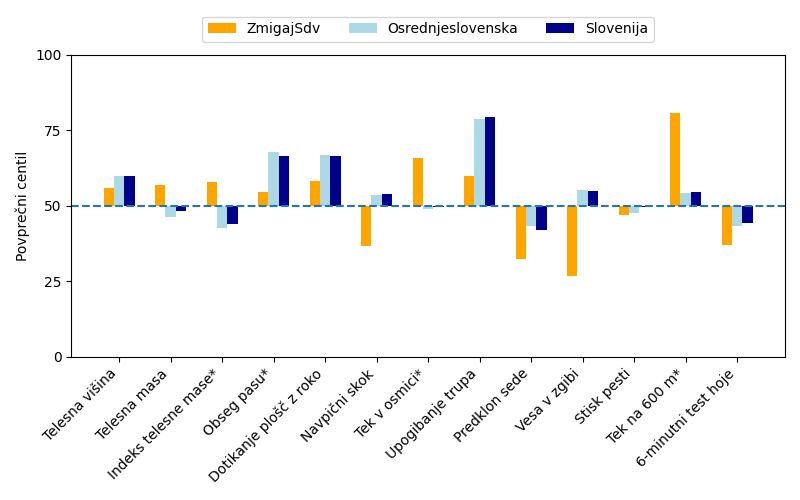 ZmigajSdv
Osrednjeslovenska
Slovenija
Povprečni centil
100
75
50
25
0
Telesna višina
Telesna masa
Indeks telesne mase*
Obseg pasu*
Dotikanje plošč z roko
Navpični skok
Tek v osmici*
Upogibanje trupa
Predklon sede
Vesa v zgibi
Stisk pesti
Tek na 600 m*
6-minutni test hoje